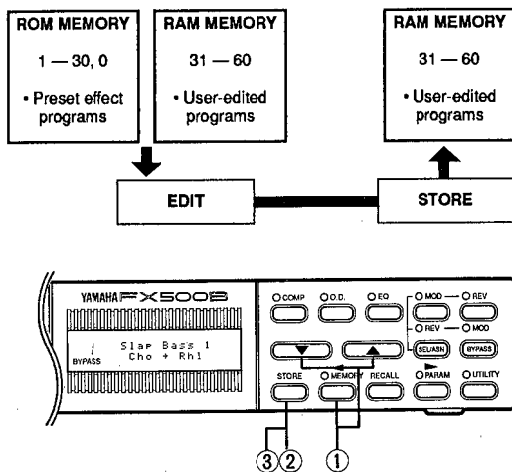 ROM MEMORY
1 — 30, 0
• Preset effect
programs
RAM MEMORY
31 — 60
• User-edited
programs
RAM MEMORY
31 — 60
• User-edited
programs
EDIT
STORE
YAMAHA FX500B
Slap Bass 1
Cho + Rh1
BYPASS
COMP O.D. EQ MOD REV
REV MOD
SEL/ASN BYPASS
STORE MEMORY RECALL PARAM UTILITY
③ ② ①